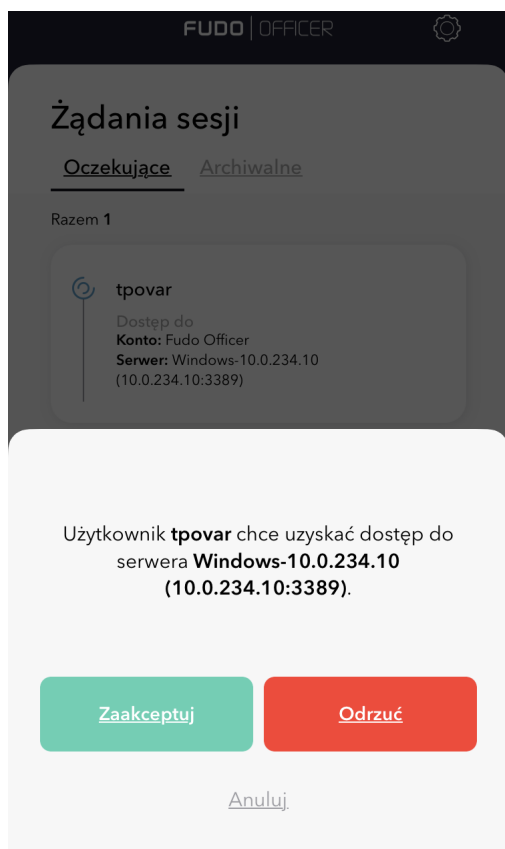 FUDO OFFICER
Żądania sesji
Oczekujące Archiwalne
Razem 1
tpovar
Dostęp do
Konto: Fudo Officer
Serwer: Windows-10.0.234.10
(10.0.234.10:3389)
Użytkownik tpovar chce uzyskać dostęp do
serwera Windows-10.0.234.10
(10.0.234.10:3389).
Zaakceptuj Odrzuć
Anuluj